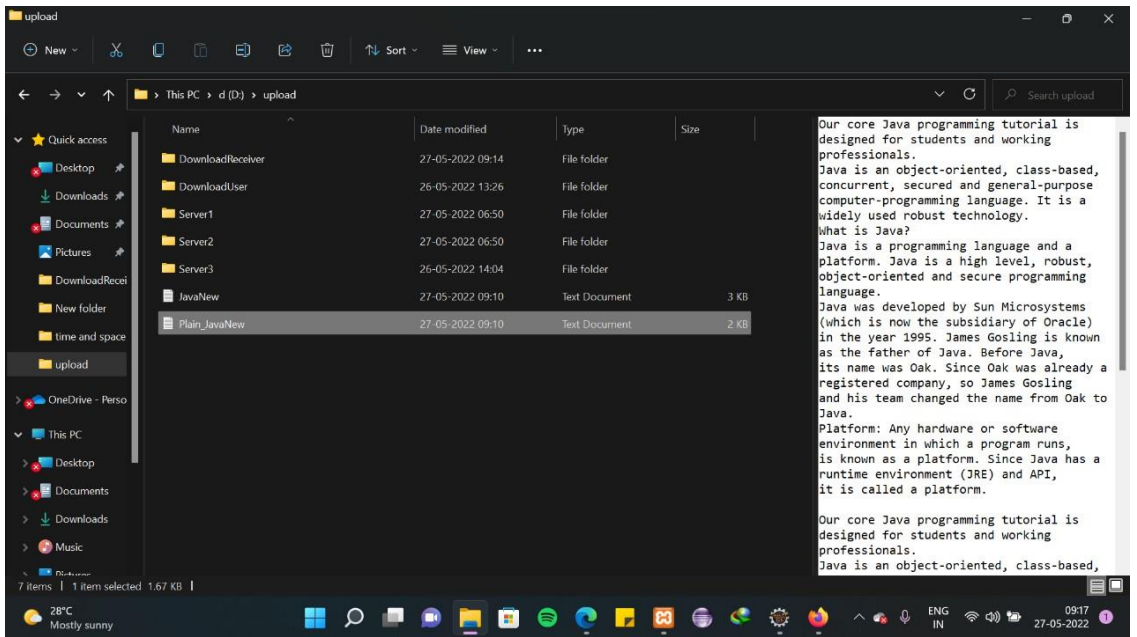 upload
New Sort View
This PC > d (D:) > upload
Search upload
Name Date modified Type Size
Quick access
Desktop
Downloads
Documents
Pictures
DownloadRecei
New folder
time and space
upload
OneDrive - Perso
This PC
Desktop
Documents
Downloads
Music
Pictures
DownloadReceiver 27-05-2022 09:14 File folder
DownloadUser 26-05-2022 13:26 File folder
Server1 27-05-2022 06:50 File folder
Server2 27-05-2022 06:50 File folder
Server3 26-05-2022 14:04 File folder
JavaNew 27-05-2022 09:10 Text Document 3 KB
Plain_JavaNew 27-05-2022 09:10 Text Document 2 KB
Our core Java programming tutorial is
designed for students and working
professionals.
Java is an object-oriented, class-based,
concurrent, secured and general-purpose
computer-programming language. It is a
widely used robust technology.
What is Java?
Java is a programming language and a
platform. Java is a high level, robust,
object-oriented and secure programming
language.
Java was developed by Sun Microsystems
(which is now the subsidiary of Oracle)
in the year 1995. James Gosling is known
as the father of Java. Before Java,
its name was Oak. Since Oak was already a
registered company, so James Gosling
and his team changed the name from Oak to
Java.
Platform: Any hardware or software
environment in which a program runs,
is known as a platform. Since Java has a
runtime environment (JRE) and API,
it is called a platform.
Our core Java programming tutorial is
designed for students and working
professionals.
Java is an object-oriented, class-based,
7 items 1 item selected 1.67 KB
28°C
Mostly sunny
ENG
IN
09:17
27-05-2022
1